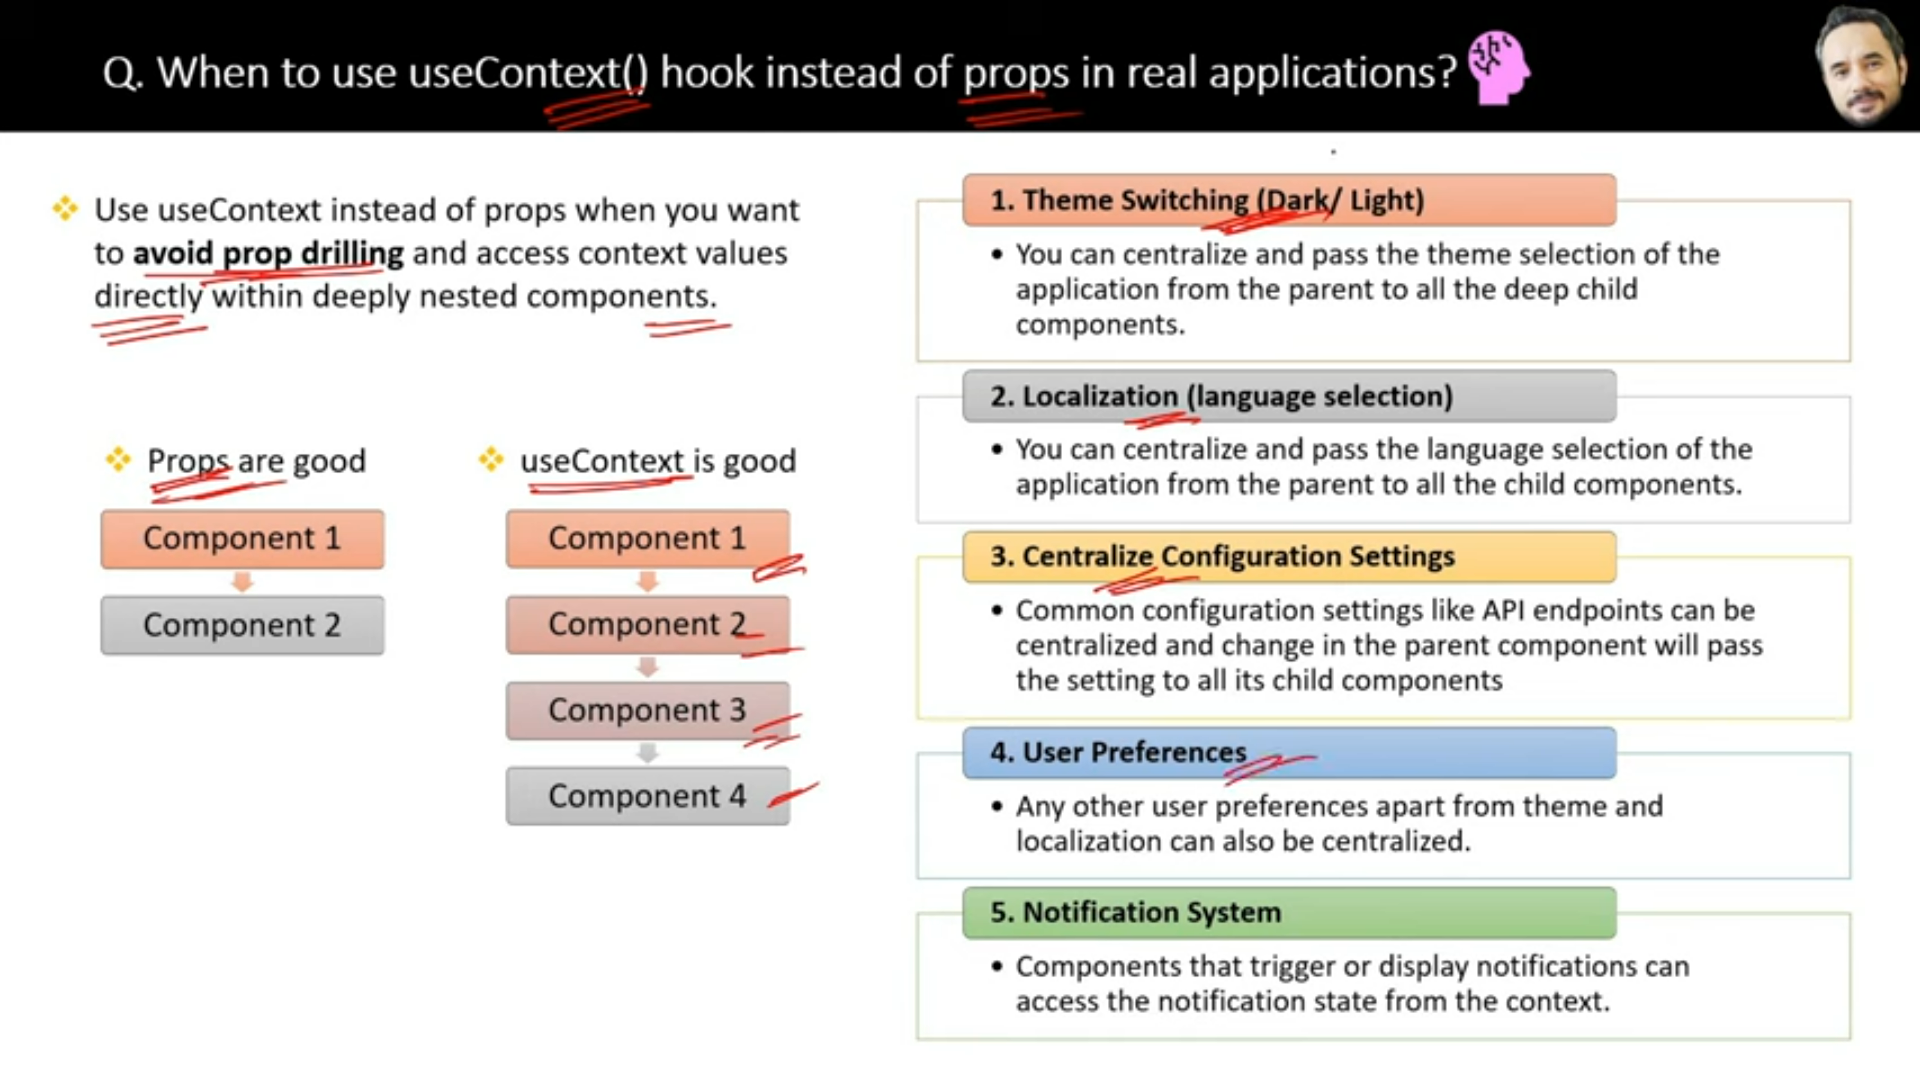 Q. When to use useContext() hook instead of props in real applications?
Use useContext instead of props when you want
to avoid prop drilling and access context values
directly within deeply nested components.
Props are good
Component 1
Component 2
useContext is good
Component 1
Component 2
Component 3
Component 4
1. Theme Switching (Dark/ Light)
• You can centralize and pass the theme selection of the
application from the parent to all the deep child
components.
2. Localization (language selection)
• You can centralize and pass the language selection of the
application from the parent to all the child components.
3. Centralize Configuration Settings
• Common configuration settings like API endpoints can be
centralized and change in the parent component will pass
the setting to all its child components
4. User Preferences
• Any other user preferences apart from theme and
localization can also be centralized.
5. Notification System
• Components that trigger or display notifications can
access the notification state from the context.